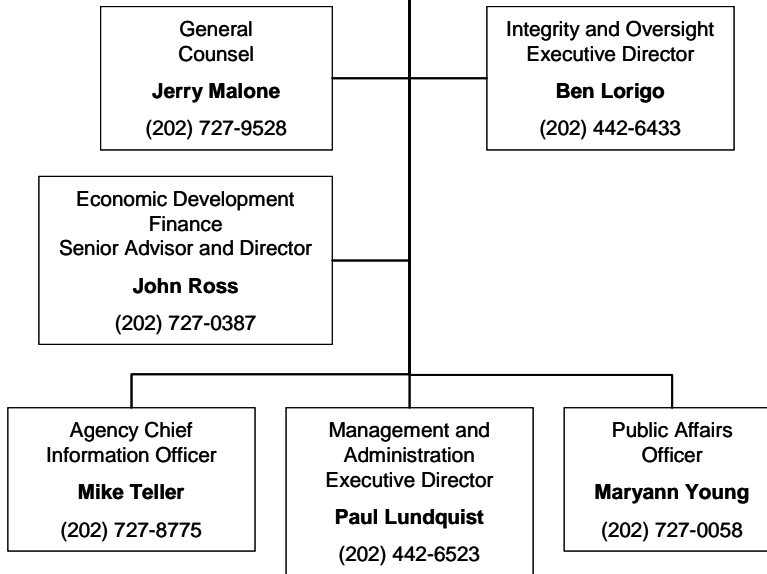 General
Counsel
Jerry Malone
(202) 727-9528
Integrity and Oversight
Executive Director
Ben Lorigo
(202) 442-6433
Economic Development
Finance
Senior Advisor and Director
John Ross
(202) 727-0387
Agency Chief
Information Officer
Mike Teller
(202) 727-8775
Management and
Administration
Executive Director
Paul Lundquist
(202) 442-6523
Public Affairs
Officer
Maryann Young
(202) 727-0058